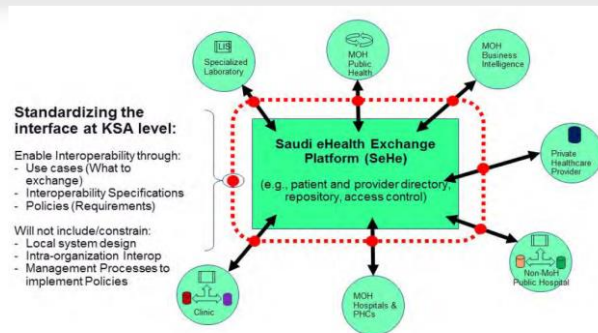 LIS
Specialized
Laboratory
MOH
Public
Health
MOH
Business
Intelligence
Standardizing the
interface at KSA level:
Enable Interoperability through:
- Use cases (What to
exchange)
- Interoperability Specifications
- Policies (Requirements)
Will not include/constrain:
- Local system design
- Intra-organization Interop
- Management Processes to
implement Policies
Saudi eHealth Exchange
Platform (SeHe)
(e.g., patient and provider directory,
repository, access control)
Private
Healthcare
Provider
Non-MoH
Public Hospital
MOH
Hospitals &
PHCs
Clinic